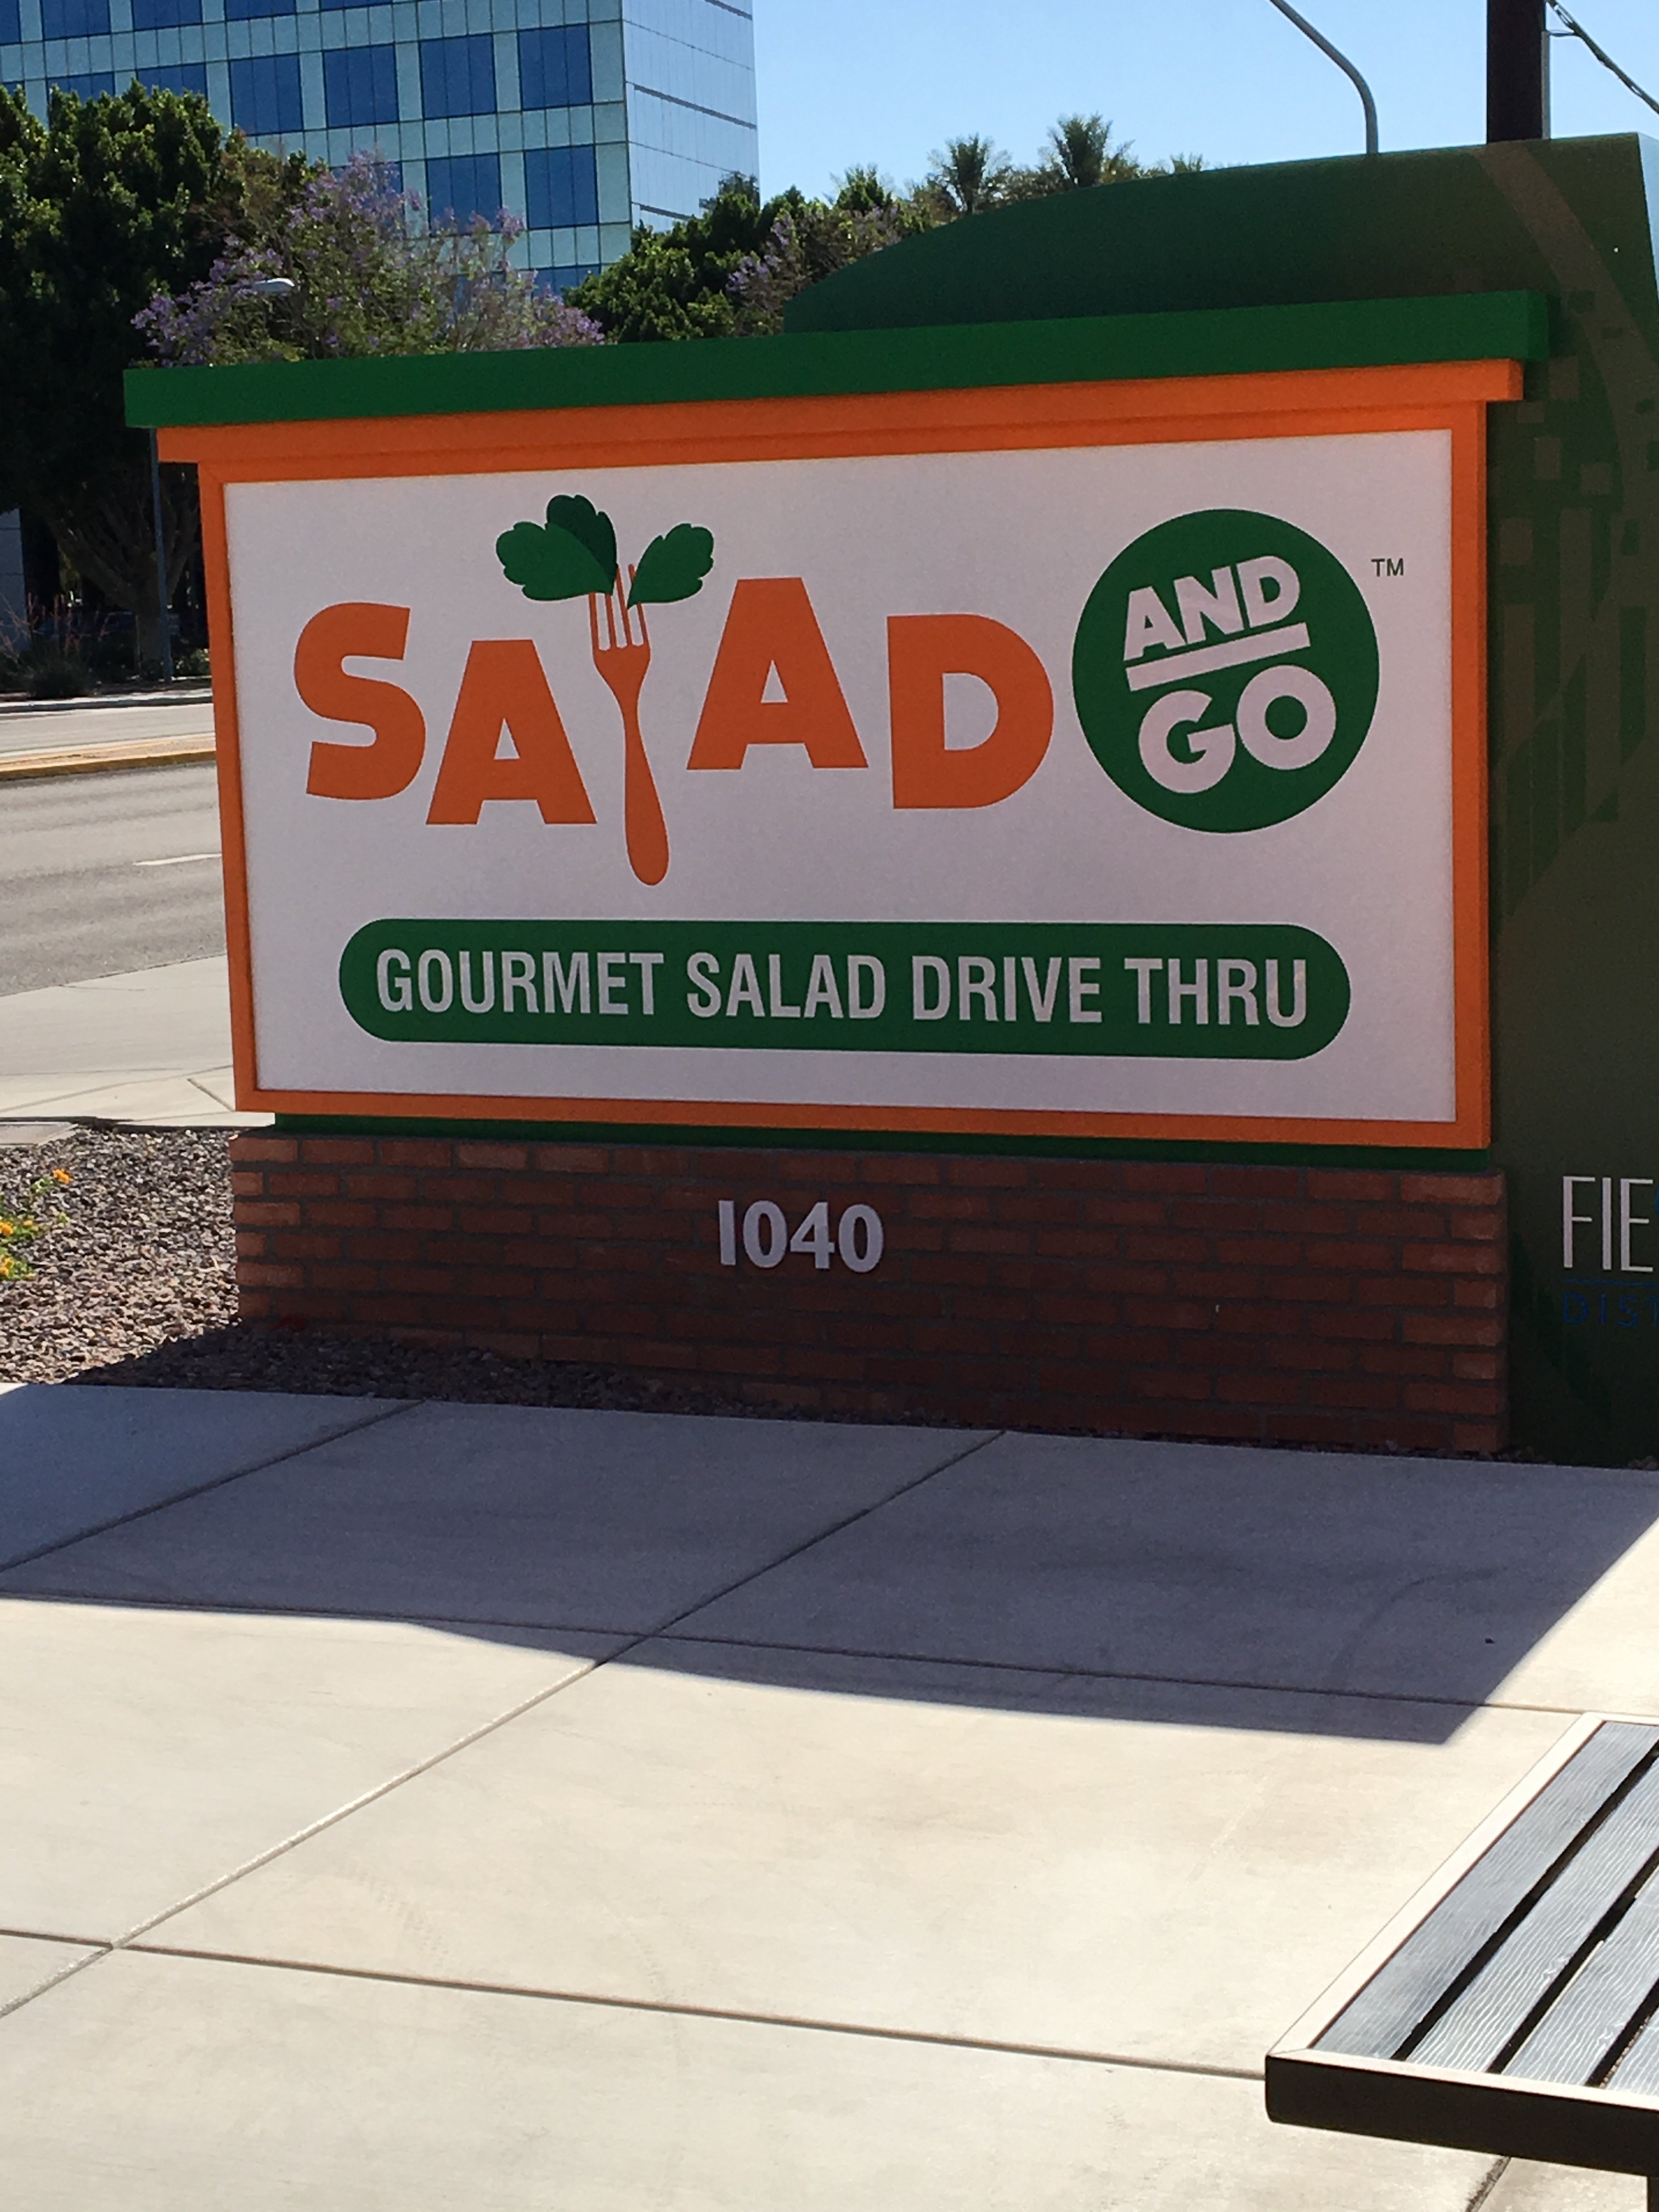 SALAD AND GO ™
GOURMET SALAD DRIVE THRU
1040